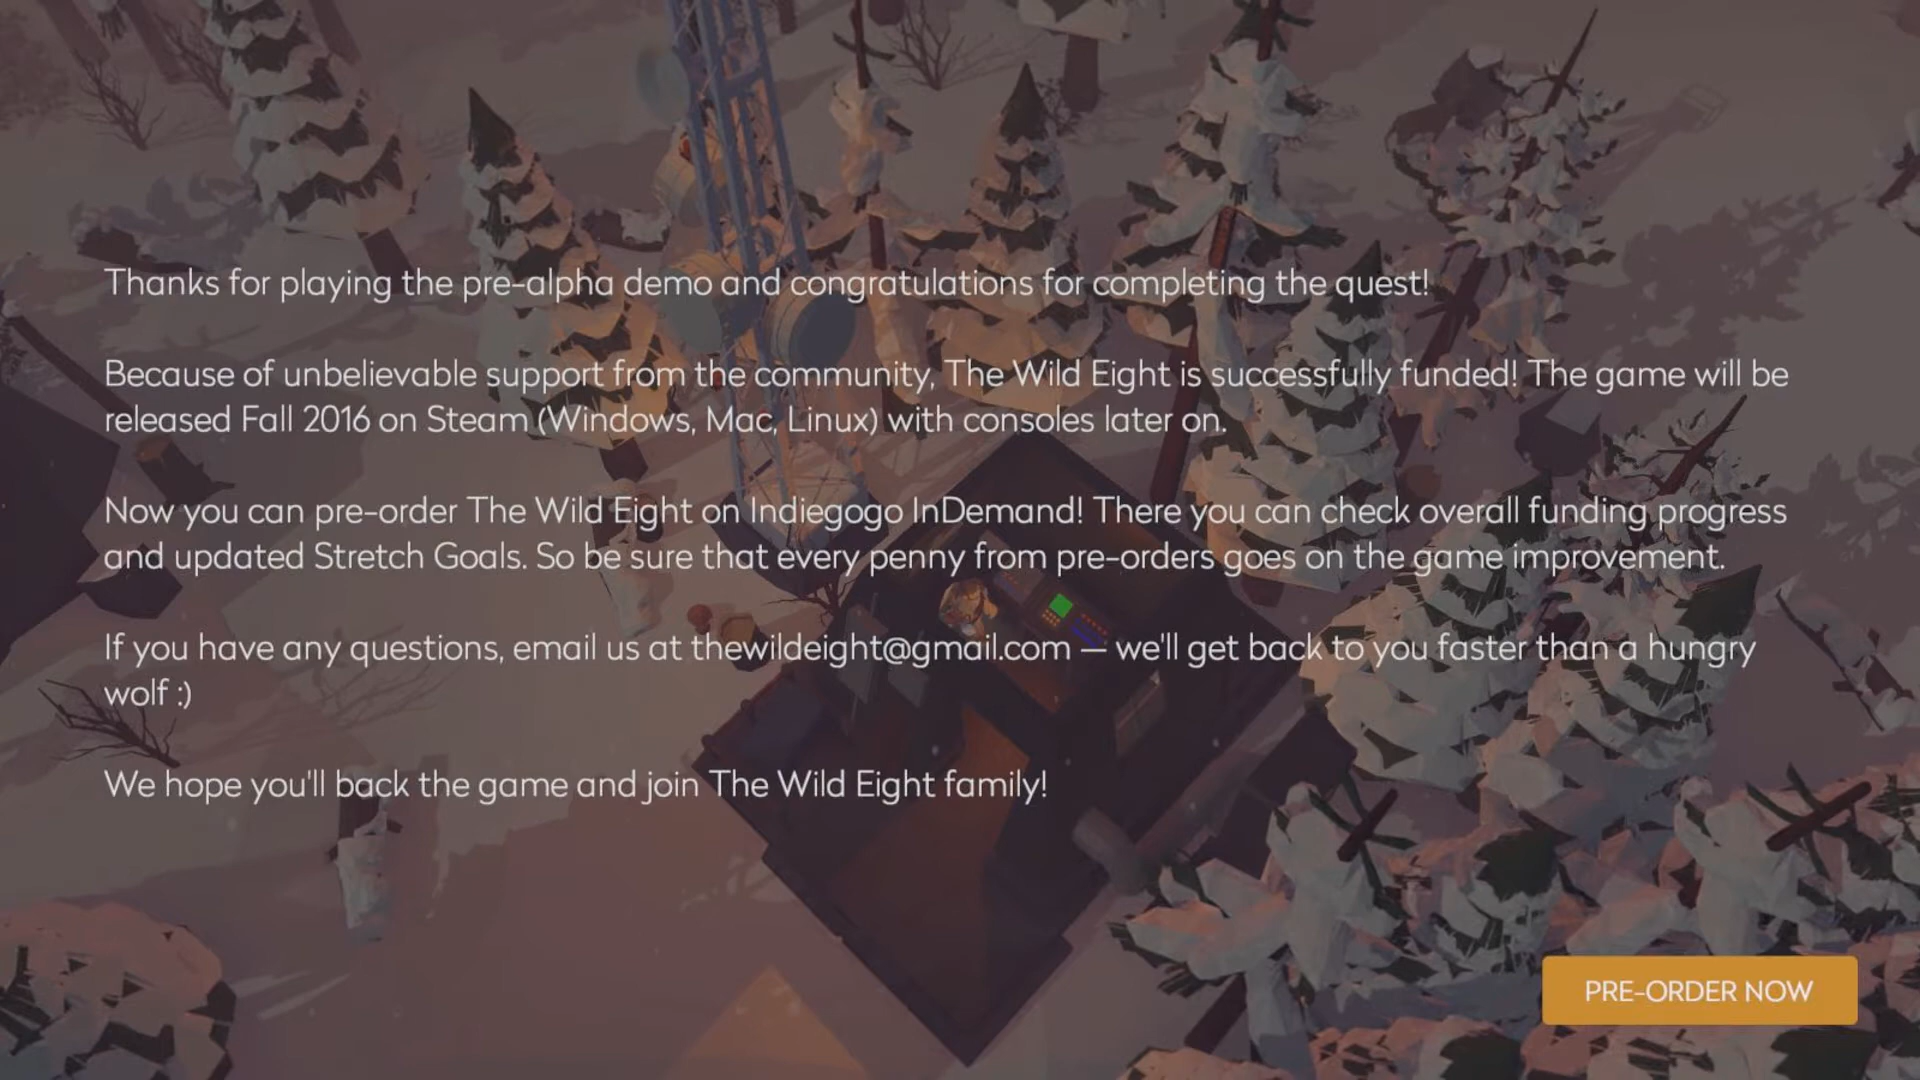 Thanks for playing the pre-alpha demo and congratulations for completing the quest!
Because of unbelievable support from the community, The Wild Eight is successfully funded! The game will be
released Fall 2016 on Steam (Windows, Mac, Linux) with consoles later on.
Now you can pre-order The Wild Eight on Indiegogo InDemand! There you can check overall funding progress
and updated Stretch Goals. So be sure that every penny from pre-orders goes on the game improvement.
If you have any questions, email us at thewildeight@gmail.com — we'll get back to you faster than a hungry
wolf :)
We hope you'll back the game and join The Wild Eight family!
PRE-ORDER NOW